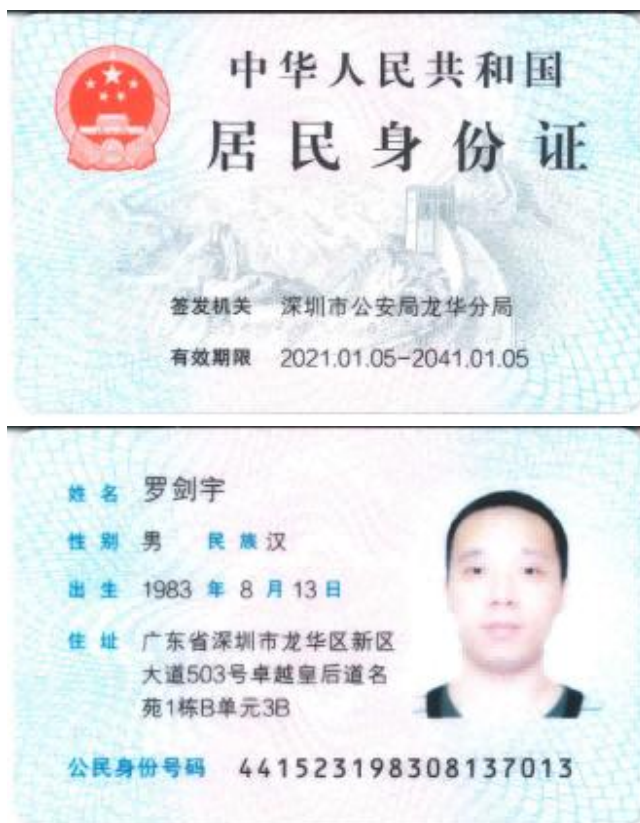 中华人民共和国
居民身份证
签发机关 深圳市公安局龙华分局
有效期限 2021.01.05-2041.01.05
姓名 罗剑宇
性别 男 民族 汉
出生 1983 年 8 月 13 日
住址 广东省深圳市龙华区新区
大道503号卓越皇后道名
苑1栋B单元3B
公民身份号码 441523198308137013